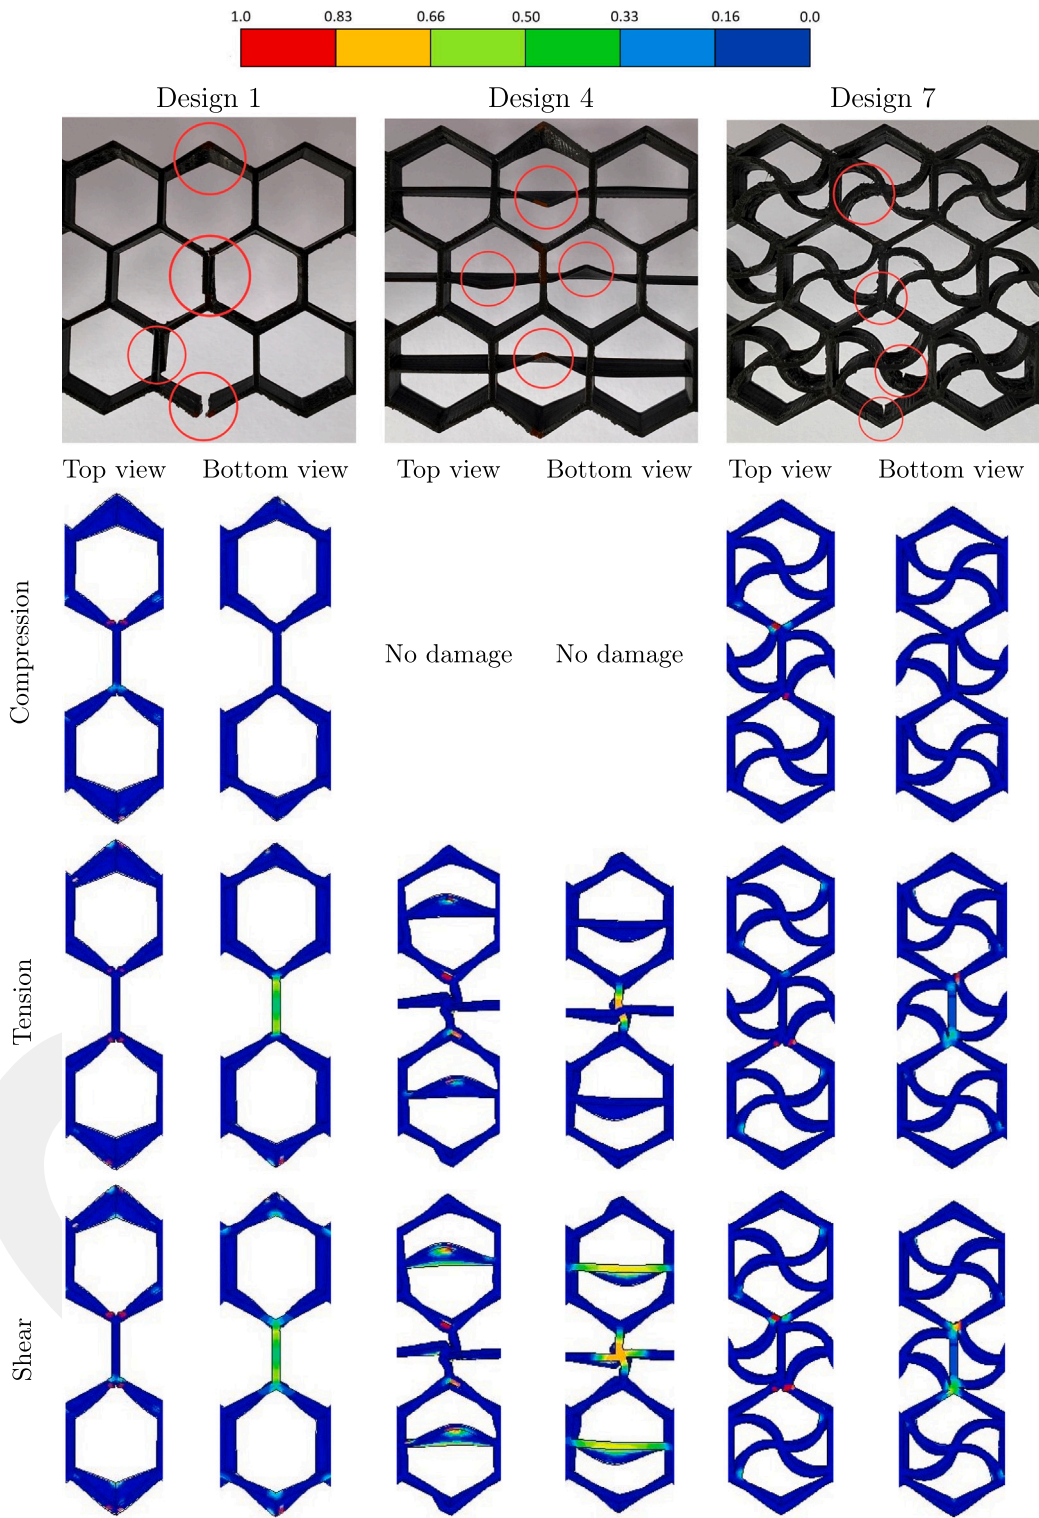 1.0 0.83 0.66 0.50 0.33 0.16 0.0
Design 1 Design 4 Design 7
Top view Bottom view Top view Bottom view Top view Bottom view
Compression
No damage No damage
Tension
Shear